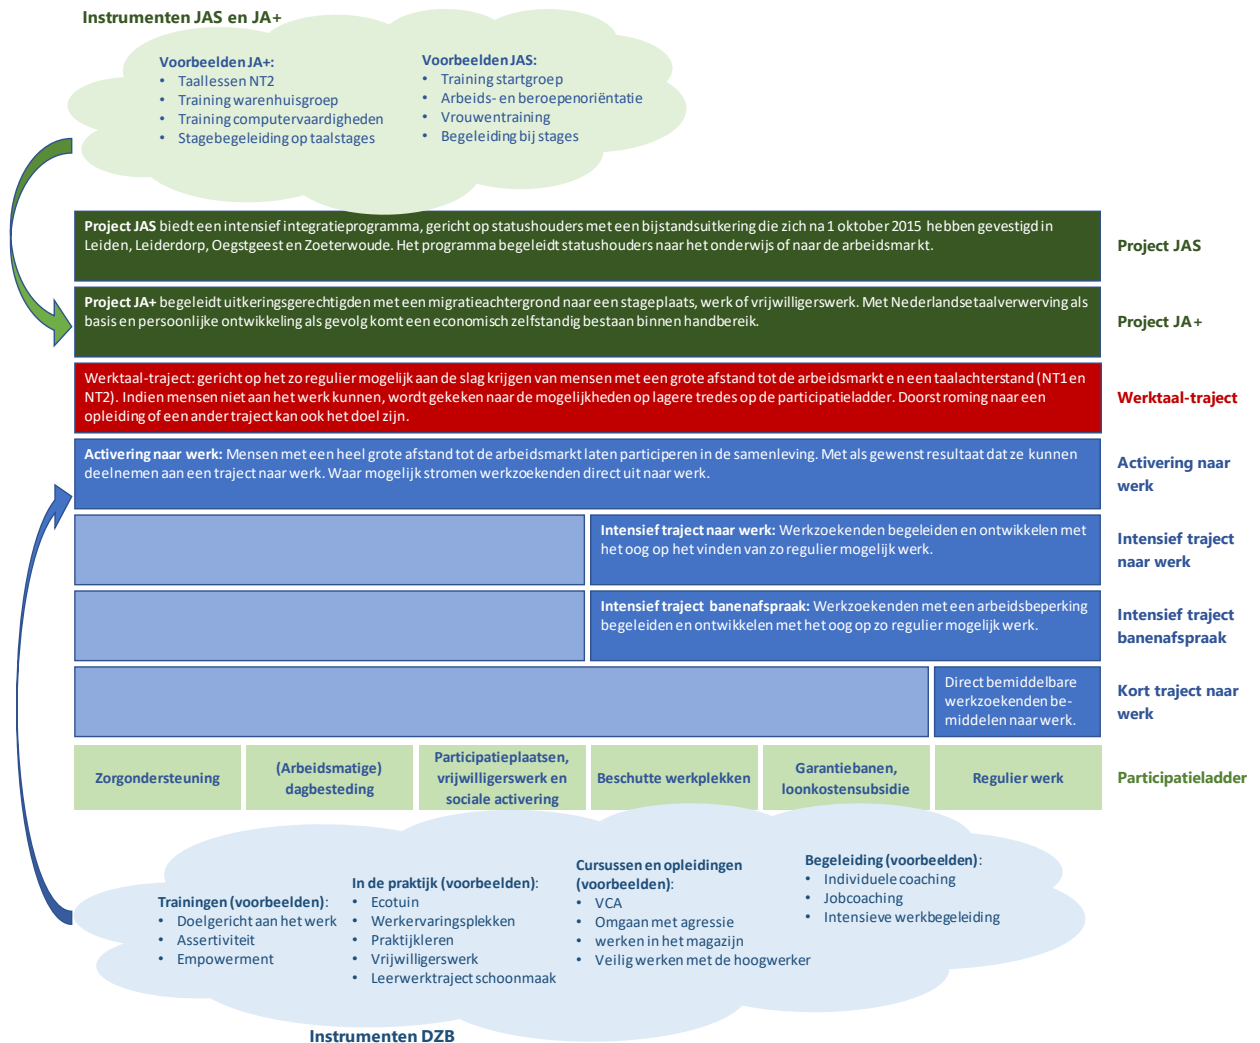 Instrumenten JAS en JA+
Voorbeelden JA+:
• Taallessen NT2
• Training warenhuisgroep
• Training computervaardigheden
• Stagebegeleiding op taalstages
Voorbeelden JAS:
• Training startgroep
• Arbeids- en beroepenoriëntatie
• Vrouwentraining
• Begeleiding bij stages
Project JAS biedt een intensief integratieprogramma, gericht op statushouders met een bijstandsuitkering die zich na 1 oktober 2015 hebben gevestigd in
Leiden, Leiderdorp, Oegstgeest en Zoeterwoude. Het programma begeleidt statushouders naar het onderwijs of naar de arbeidsmarkt.
Project JAS
Project JA+ begeleidt uitkeringsgerechtigden met een migratieachtergrond naar een stageplaats, werk of vrijwilligerswerk. Met Nederlandsetaalverwerving als
basis en persoonlijke ontwikkeling als gevolg komt een economisch zelfstandig bestaan binnen handbereik.
Project JA+
Werktaal-traject: gericht op het zo regulier mogelijk aan de slag krijgen van mensen met een grote afstand tot de arbeidsmarkt en een taalachterstand (NT1 en
NT2). Indien mensen niet aan het werk kunnen, wordt gekeken naar de mogelijkheden op lagere tredes op de participatieladder. Doorstroming naar een
opleiding of een ander traject kan ook het doel zijn.
Werktaal-traject
Activering naar werk: Mensen met een heel grote afstand tot de arbeidsmarkt laten participeren in de samenleving. Met als gewenst resultaat dat ze kunnen
deelnemen aan een traject naar werk. Waar mogelijk stromen werkzoekenden direct uit naar werk.
Activering naar
werk
Intensief traject naar werk: Werkzoekenden begeleiden en ontwikkelen met
het oog op het vinden van zo regulier mogelijk werk.
Intensief traject
naar werk
Intensief traject banenafspraak: Werkzoekenden met een arbeidsbeperking
begeleiden en ontwikkelen met het oog op zo regulier mogelijk werk.
Intensief traject
banenafspraak
Direct bemiddelbare
werkzoekenden be-
middelen naar werk.
Kort traject naar
werk
Zorgondersteuning
(Arbeidsmatige)
dagbesteding
Participatieplaatsen,
vrijwilligerswerk en
sociale activering
Beschutte werkplekken
Garantiebanen,
loonkostensubsidie
Regulier werk
Participatieladder
Trainingen (voorbeelden):
• Doelgericht aan het werk
• Assertiviteit
• Empowerment
In de praktijk (voorbeelden):
• Ecotuin
• Werkervaringsplekken
• Praktijkleren
• Vrijwilligerswerk
• Leerwerktraject schoonmaak
Cursussen en opleidingen
(voorbeelden):
• VCA
• Omgaan met agressie
• werken in het magazijn
• Veilig werken met de hoogwerker
Begeleiding (voorbeelden):
• Individuele coaching
• Jobcoaching
• Intensieve werkbegeleiding
Instrumenten DZB